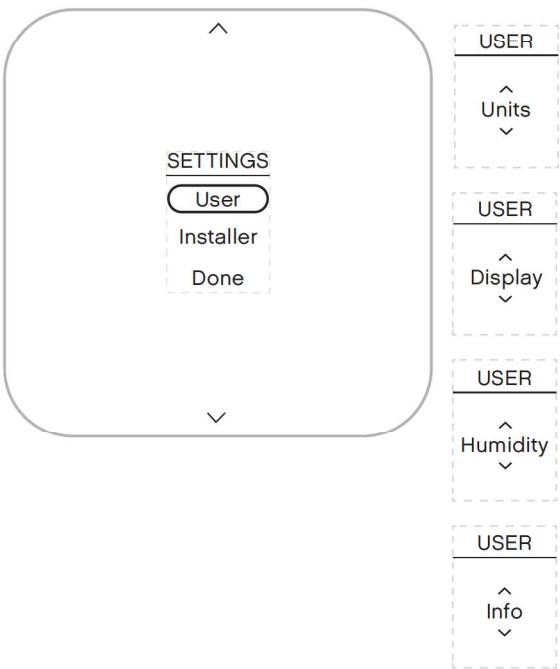 SETTINGS
User
Installer
Done
USER
Units
USER
Display
USER
Humidity
USER
Info